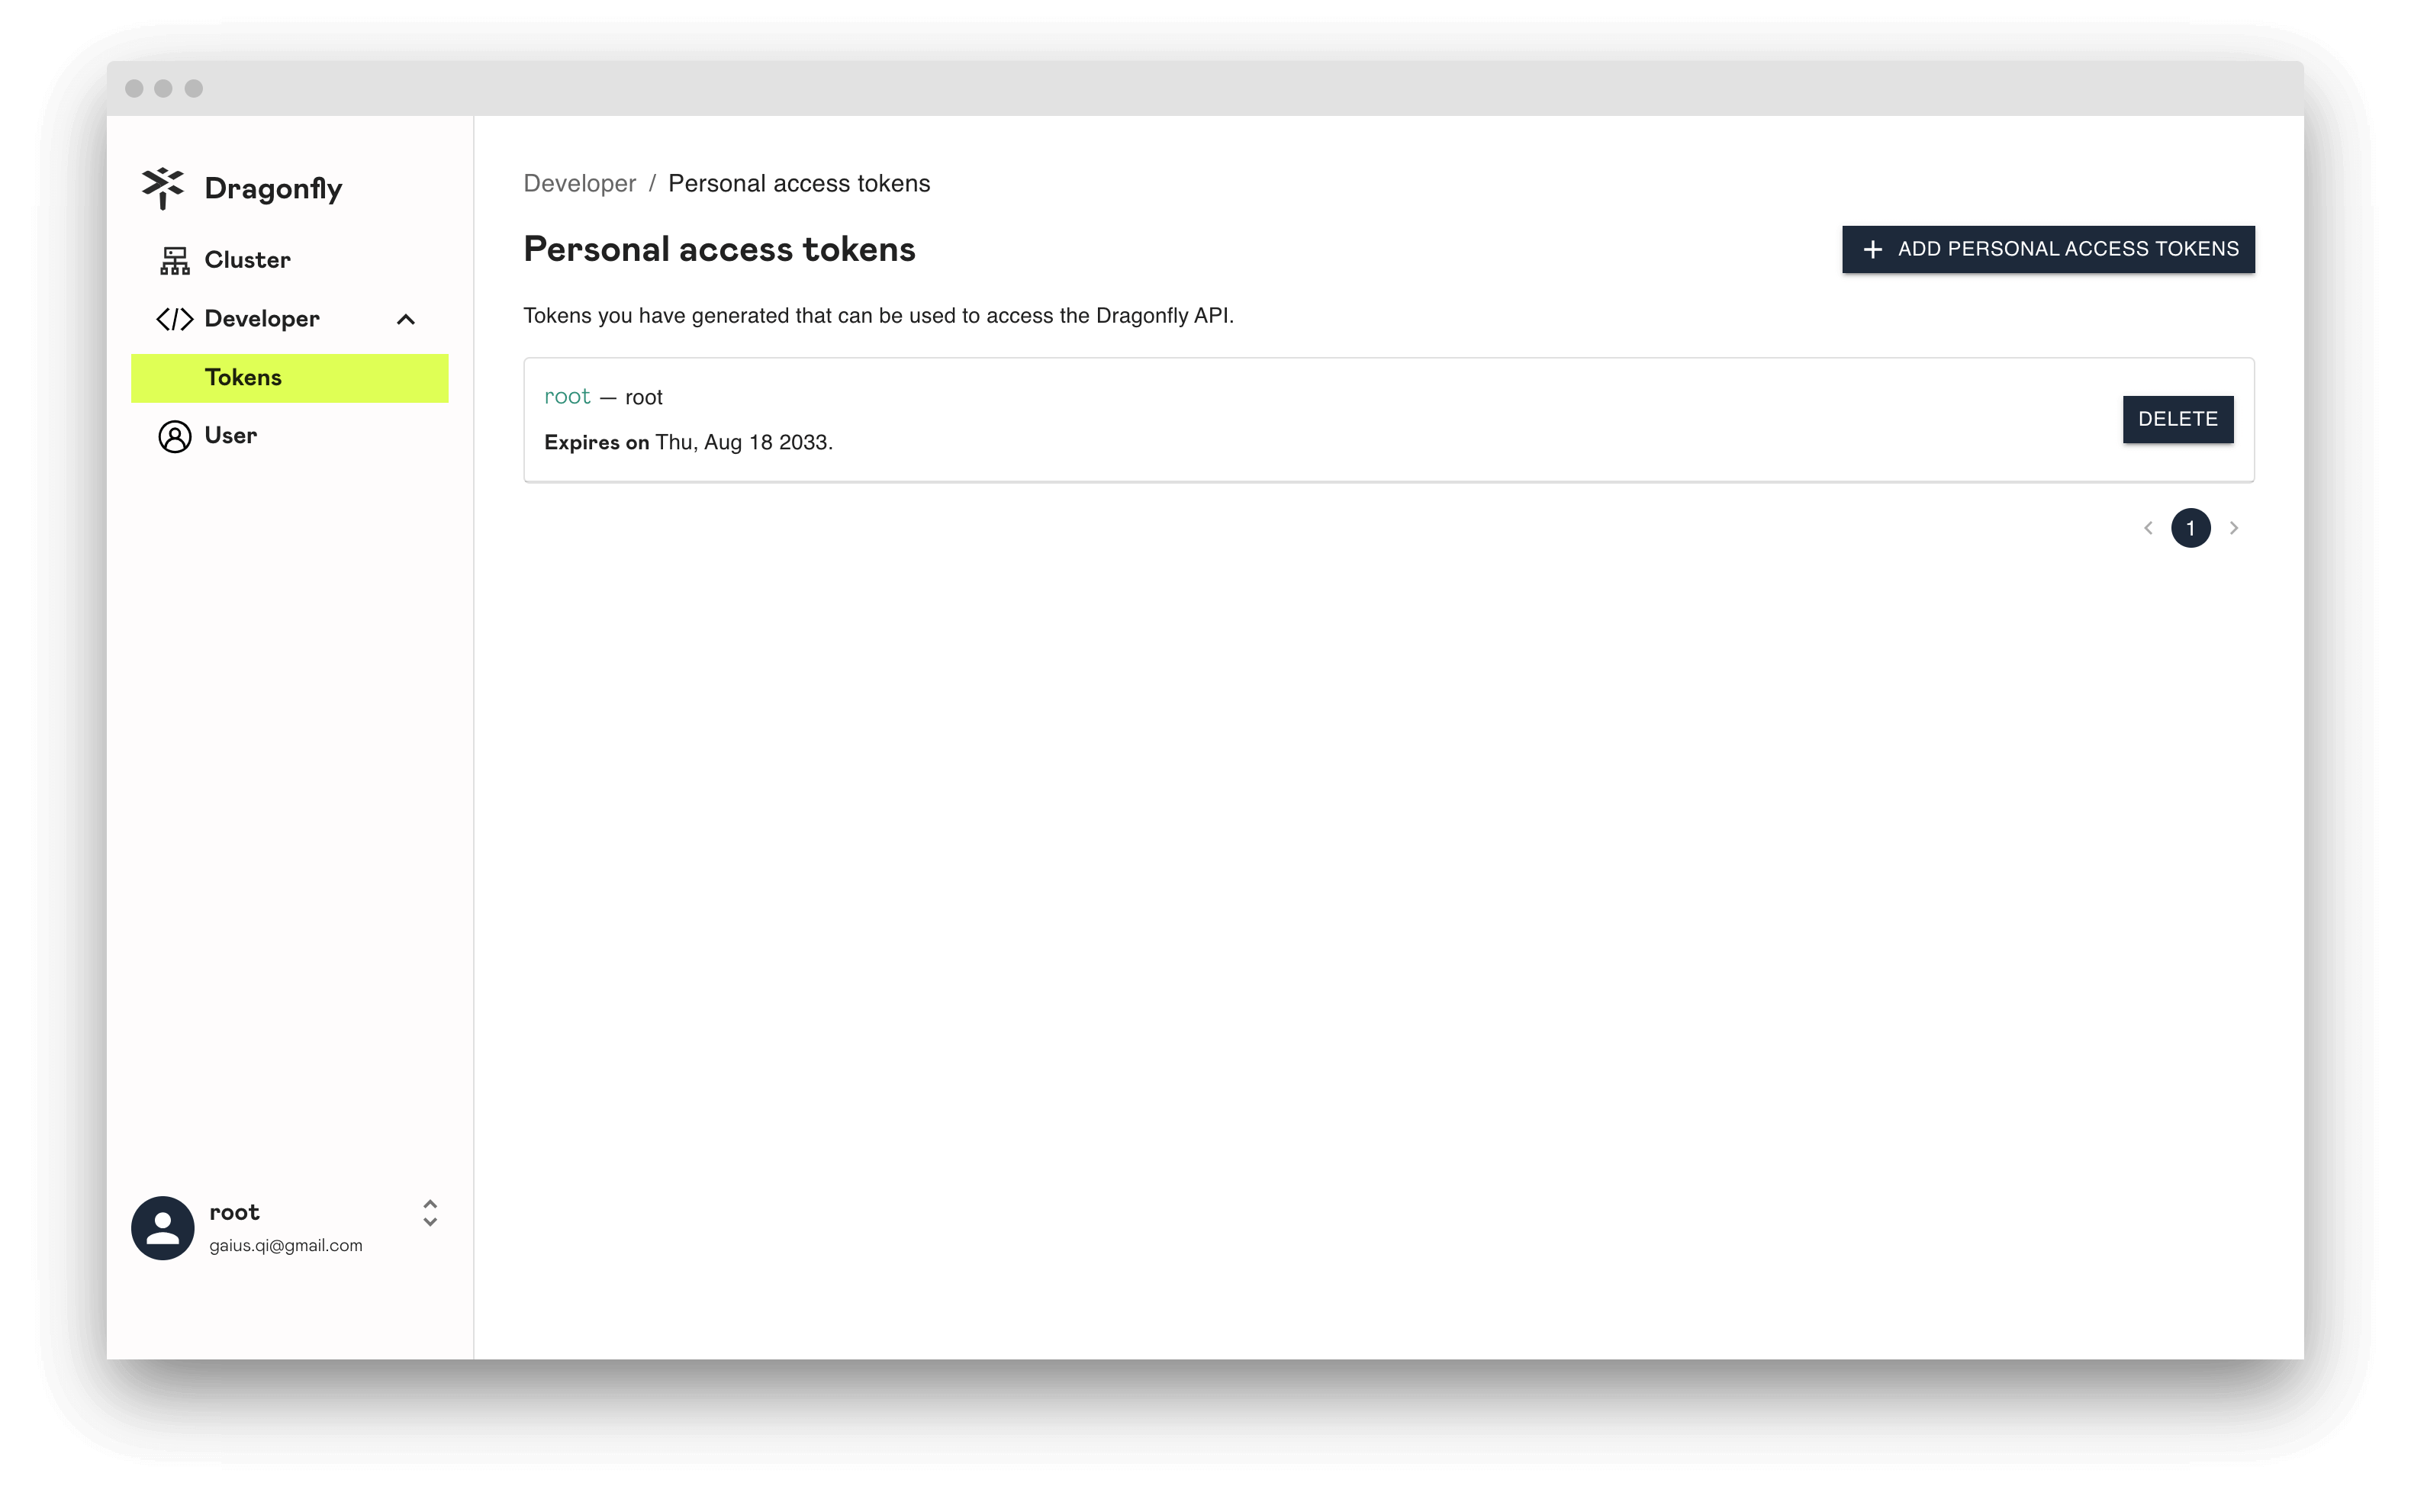 Dragonfly
Cluster
Developer
Tokens
User
root
gaius.qi@gmail.com
Developer / Personal access tokens
Personal access tokens
+ ADD PERSONAL ACCESS TOKENS
Tokens you have generated that can be used to access the Dragonfly API.
root — root
Expires on Thu, Aug 18 2033.
DELETE
1